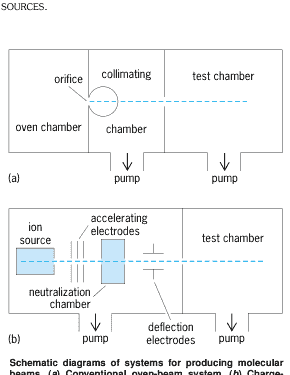 SOURCES.
orifice
collimating
test chamber
oven chamber
chamber
pump
pump
(a)
ion
source
accelerating
electrodes
test chamber
neutralization
chamber
deflection
electrodes
pump
pump
(b)
Schematic diagrams of systems for producing molecular
beams. (a) Conventional oven-beam system. (b) Charge-